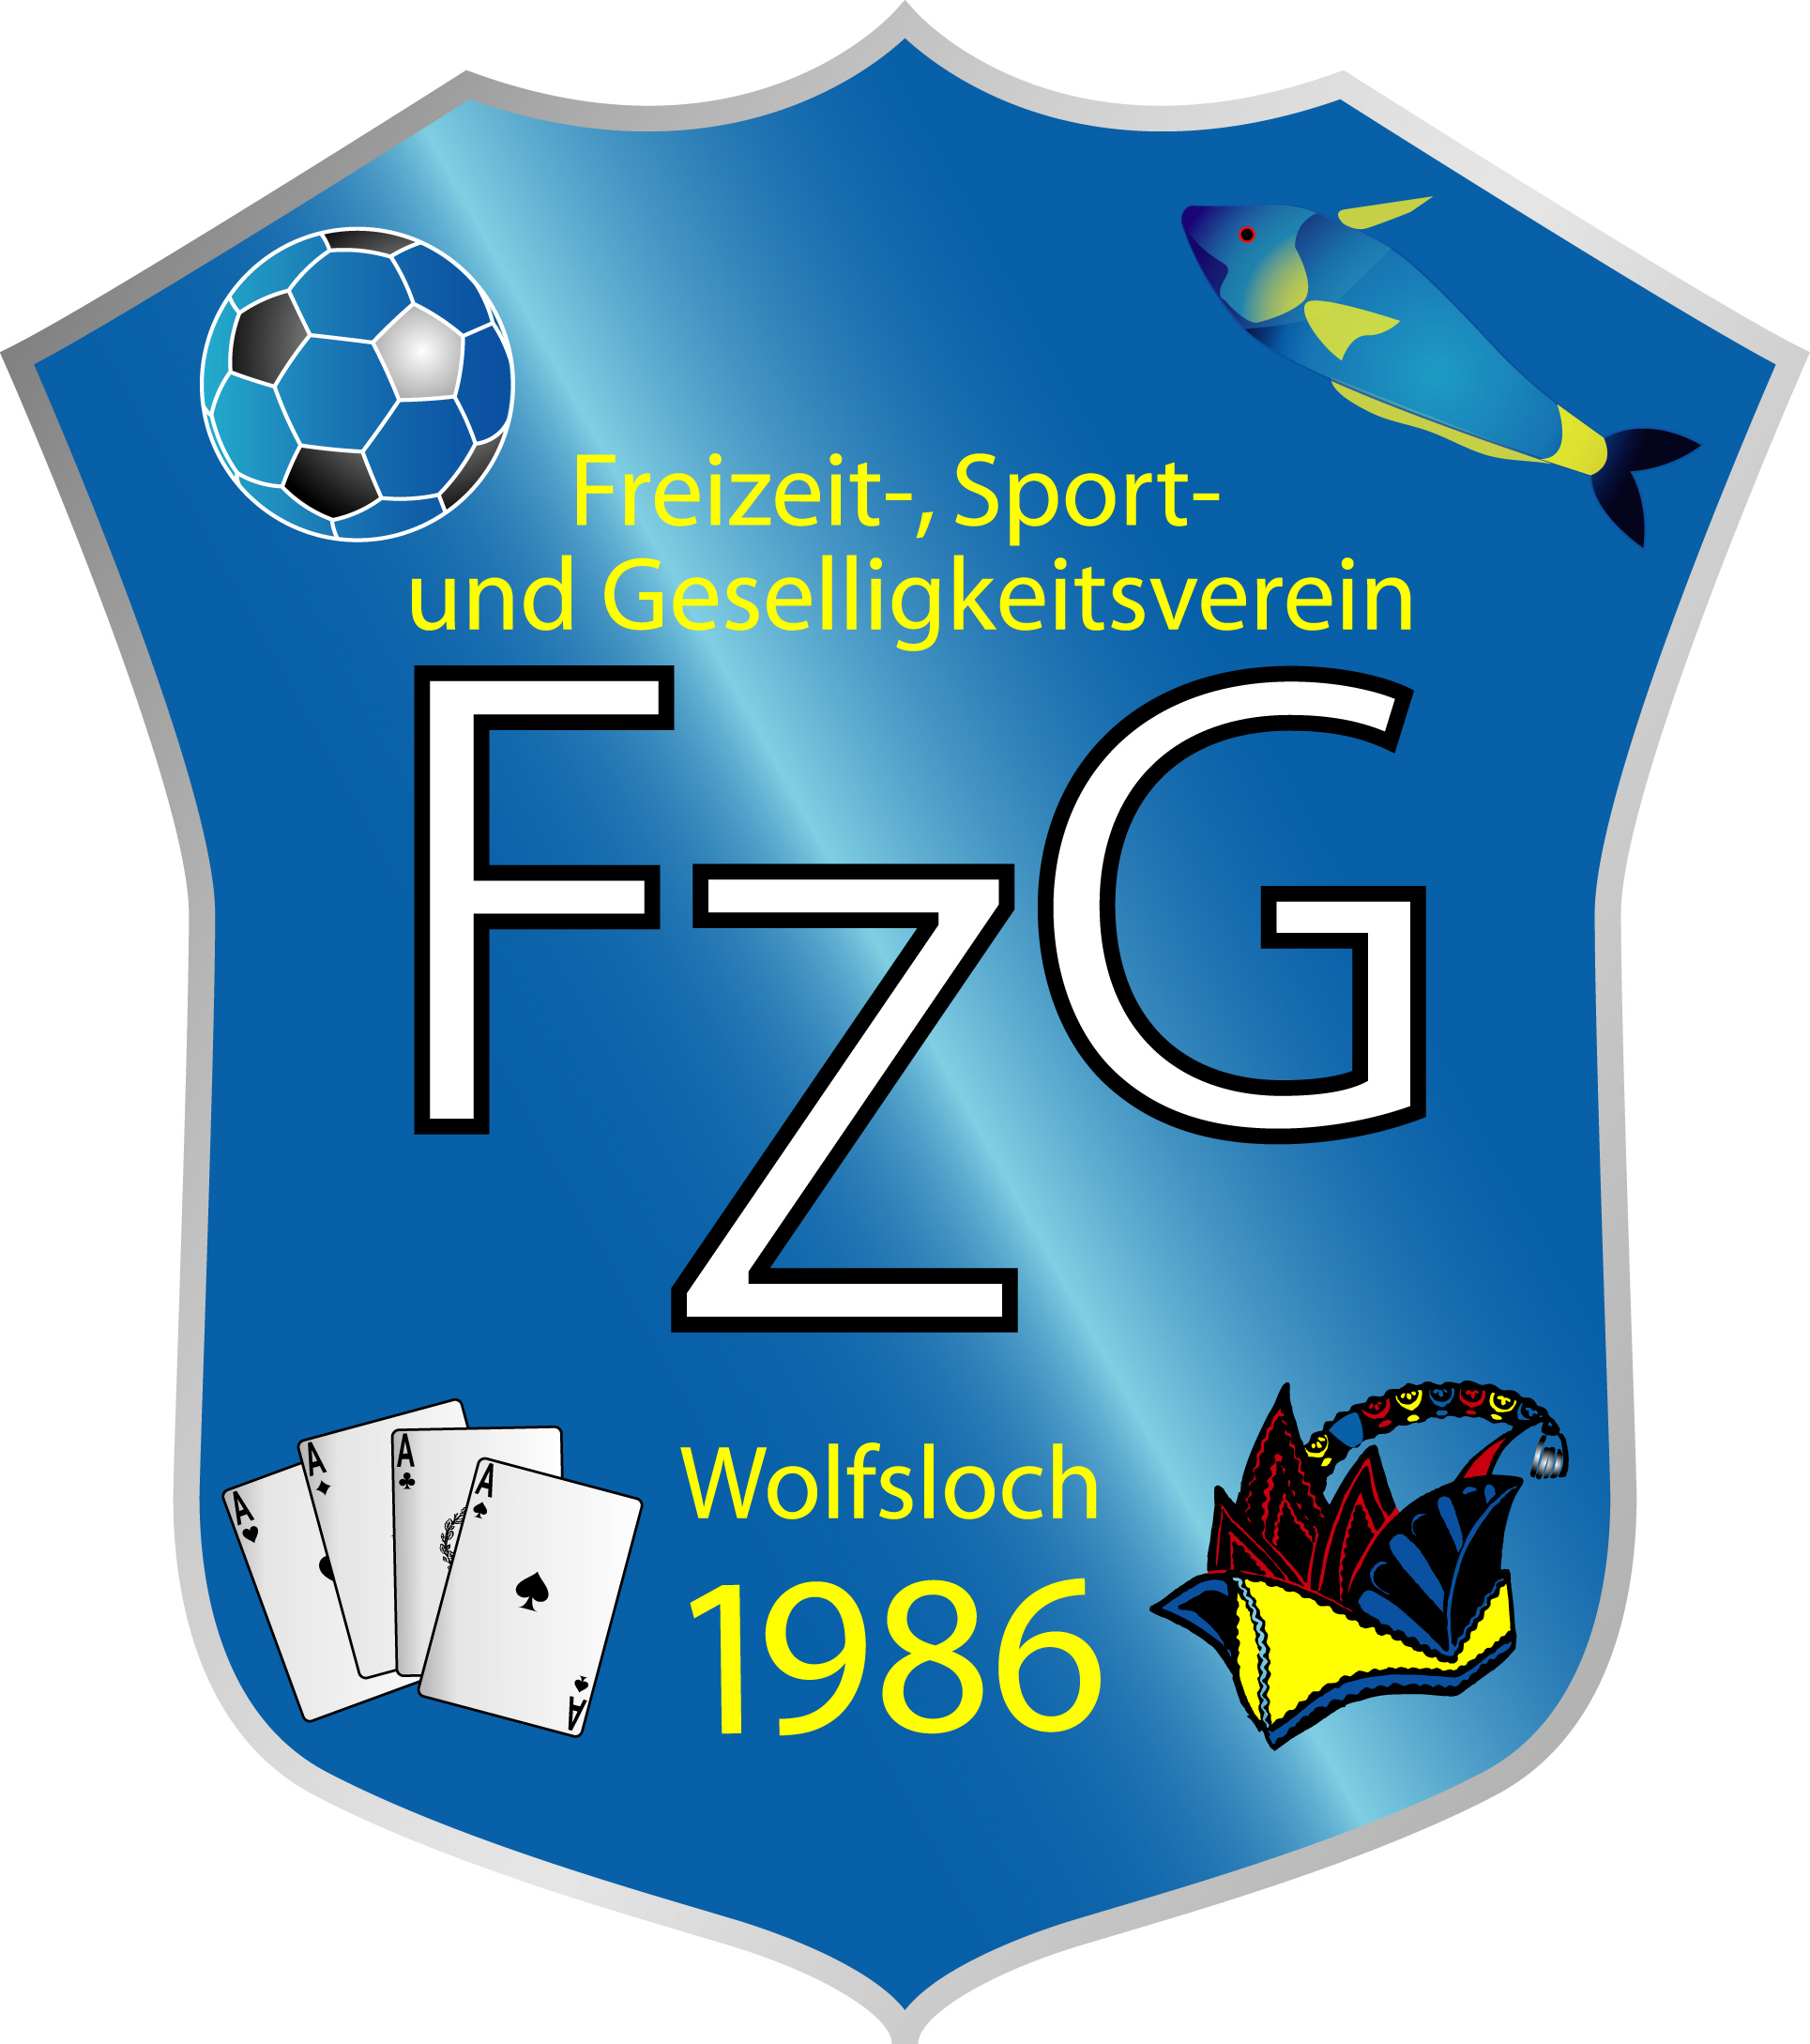 Freizeit-, Sport-
und Geselligkeitsverein
FZG
A
A
A
A
A
Wolfsloch
1986